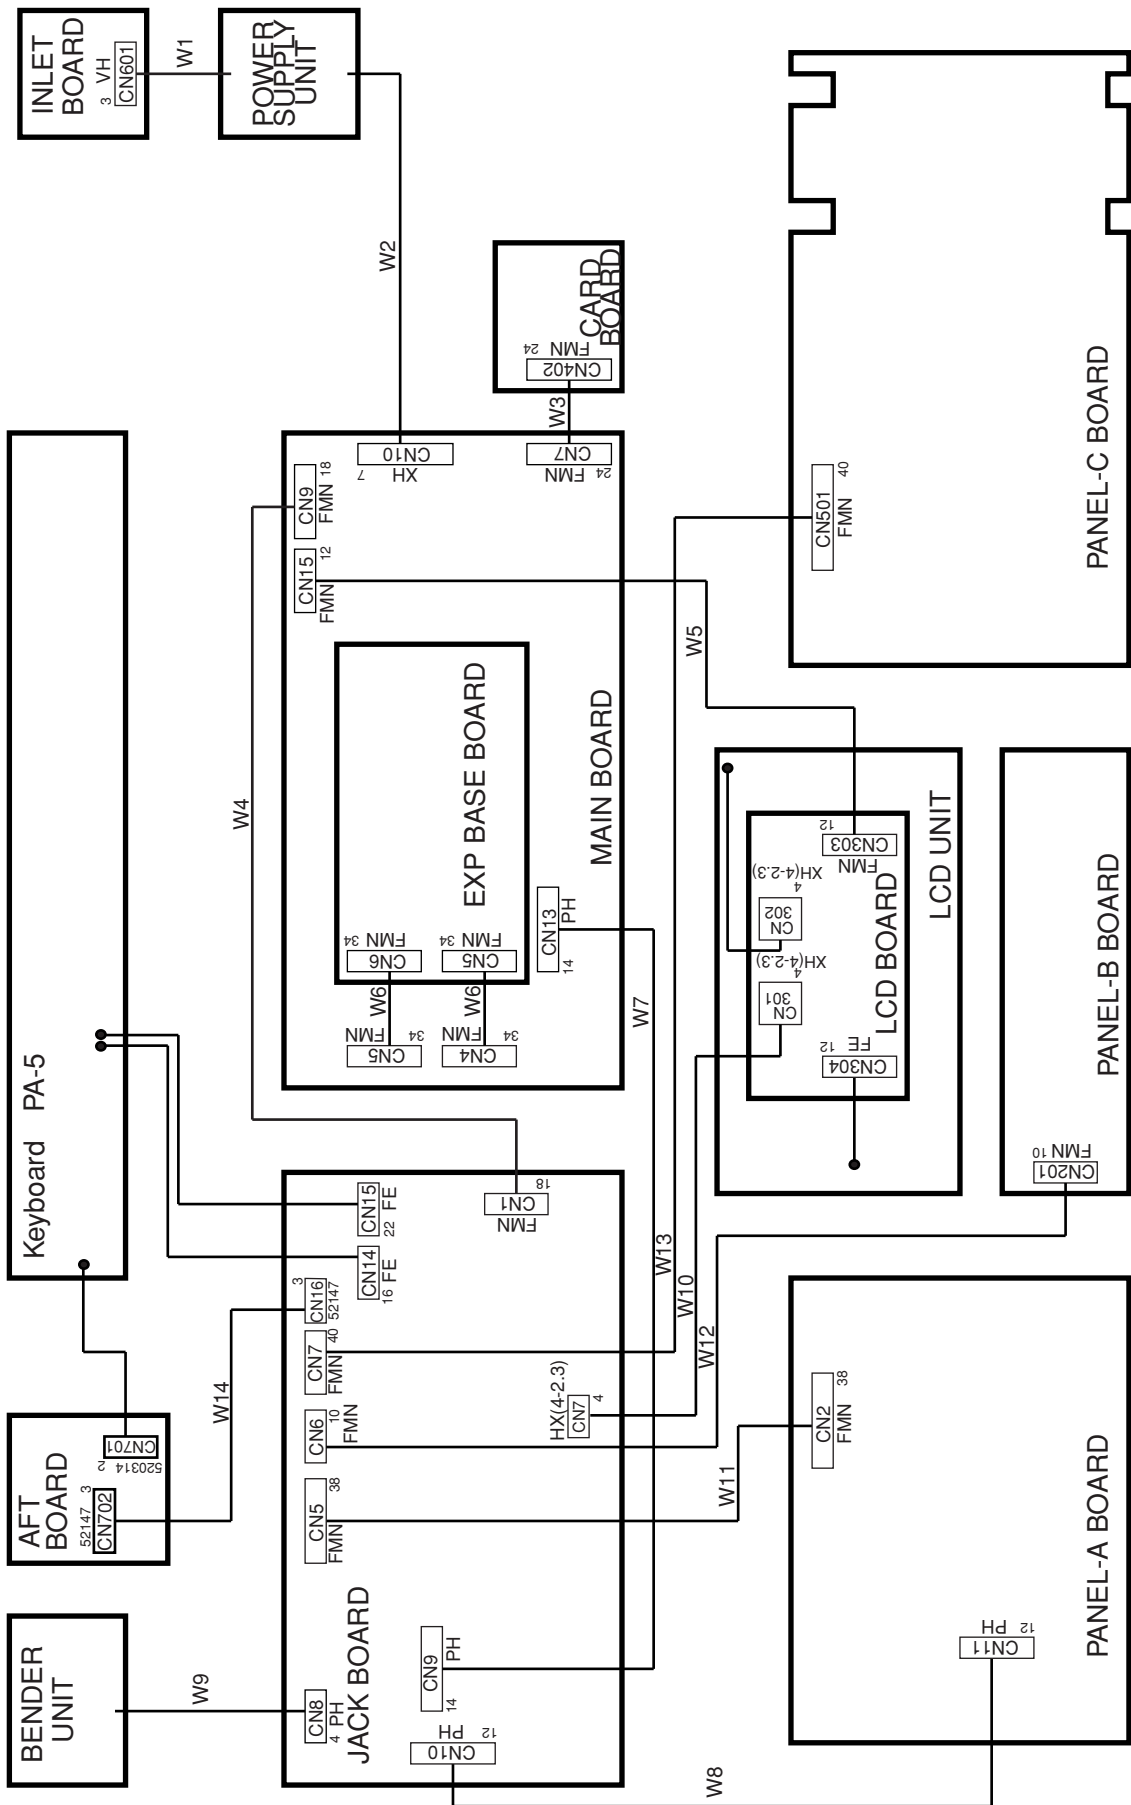 INLET
BOARD
3
VH
CN601
W1
POWER
SUPPLY
UNIT
W2
CARD
BOARD
FMN 24
CN402
W3
Keyboard PA-5
W4
MAIN BOARD
CN10
XH
7
CN7
FMN 24
CN9
FMN 18
CN15
FMN
12
EXP BASE BOARD
FMN 34
CN6
FMN 34
CN5
W6
W6
FMN 34
CN5
FMN 34
CN4
CN13
PH
14
W5
W7
PANEL-C BOARD
CN501
FMN
40
LCD UNIT
LCD BOARD
12
CN303
FMN
XH(4-2.3)
4
CN
302
XH(4-2.3)
4
CN
301
FE 12
CN304
PANEL-B BOARD
FMN 10
CN201
JACK BOARD
CN1
FMN
18
CN15
22 FE
CN14
16 FE
3
CN16
52147
CN7
FMN
40
CN6
FMN
10
CN5
FMN
38
HX(4-2.3)
CN7
4
CN8
4 PH
CN9
PH
14
PH 12
CN10
W13
W10
W12
W11
W14
AFT
BOARD
CN701
520314 2
52147 3
CN702
BENDER
UNIT
W9
W8
PANEL-A BOARD
CN2
FMN
38
PH 12
CN11